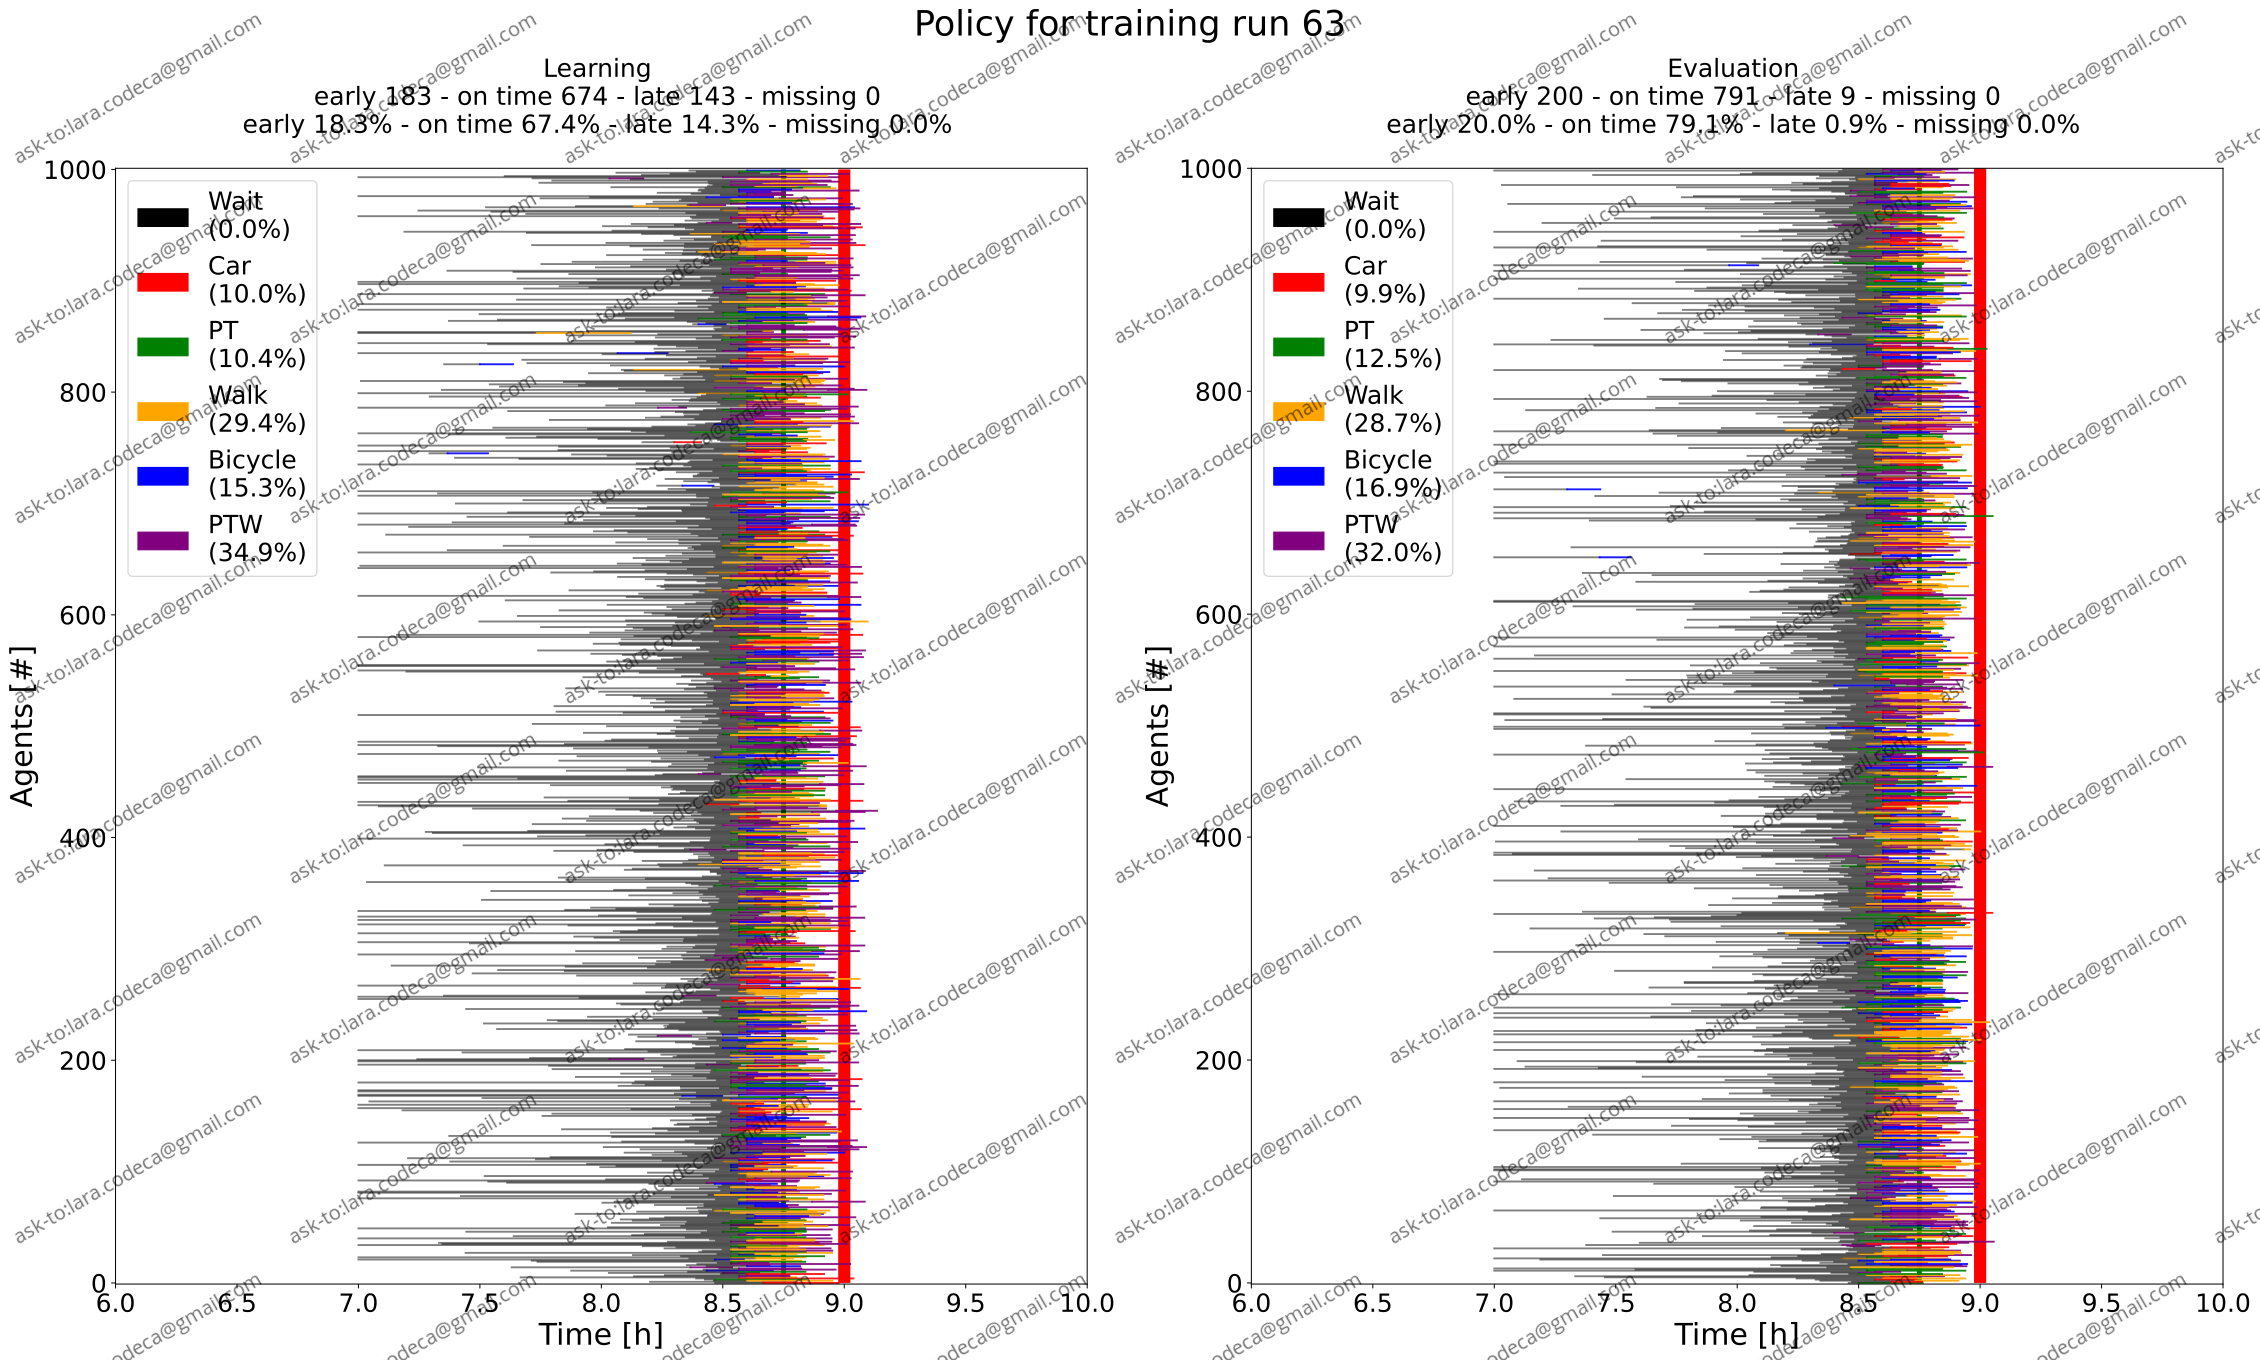 Policy for training run 63
Learning
early 183 - on time 674 - late 143 - missing 0
early 18.3% - on time 67.4% - late 14.3% - missing 0.0%
1000
800
600
400
200
0
Agents [#]
Wait
(0.0%)
Car
(10.0%)
PT
(10.4%)
Walk
(29.4%)
Bicycle
(15.3%)
PTW
(34.9%)
6.0 6.5 7.0 7.5 8.0 8.5 9.0 9.5 10.0
Time [h]
Evaluation
early 200 - on time 791 - late 9 - missing 0
early 20.0% - on time 79.1% - late 0.9% - missing 0.0%
1000
800
600
400
200
0
Agents [#]
Wait
(0.0%)
Car
(9.9%)
PT
(12.5%)
Walk
(28.7%)
Bicycle
(16.9%)
PTW
(32.0%)
6.0 6.5 7.0 7.5 8.0 8.5 9.0 9.5 10.0
Time [h]
ask-to:lara.codeca@gmail.com